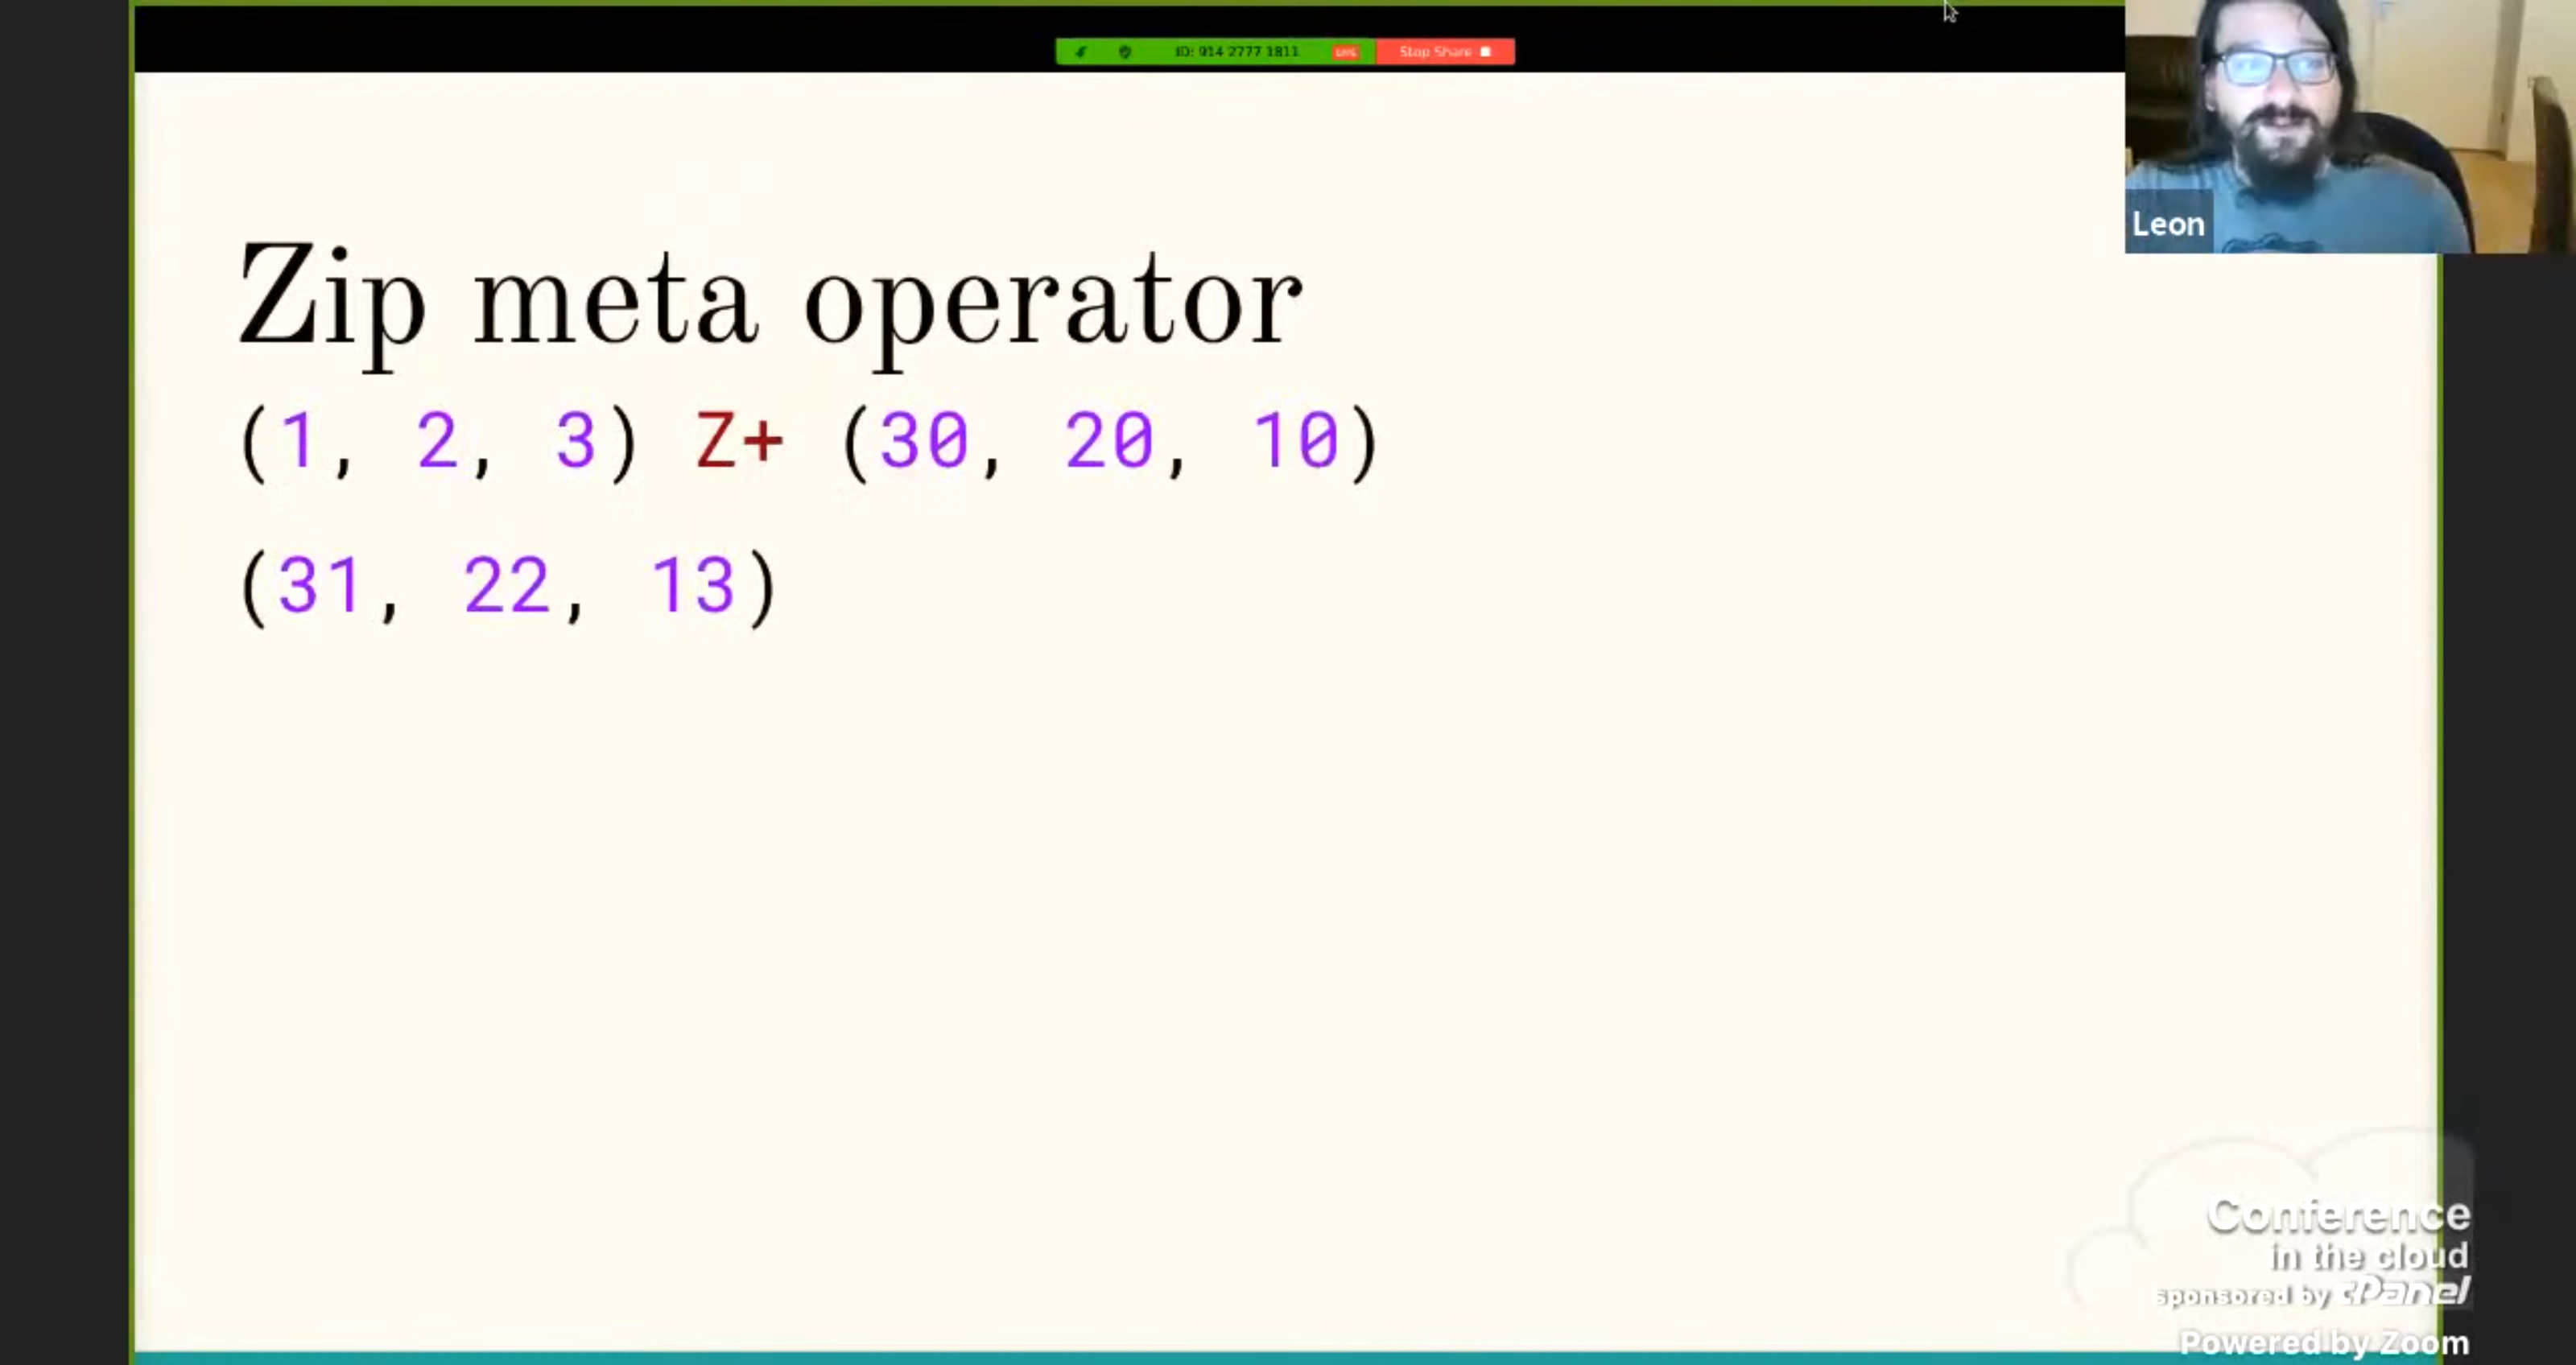 ID: 914 2777 1811
LIVE
Stop Share
Leon
Zip meta operator
(1, 2, 3) Z+ (30, 20, 10)
(31, 22, 13)
Conference
in the cloud
sponsored by cPanel
Powered by Zoom